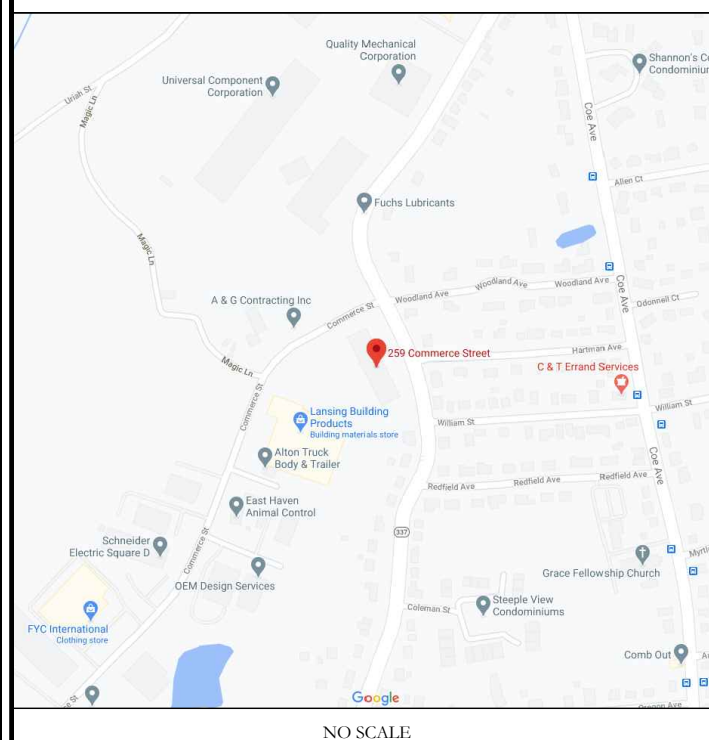 Quality Mechanical
Corporation
Shannon's
Universal Component
Corporation
Uriah St
Magic Ln
Coe Ave
Allen Ct
Fuchs Lubricants
Magic Ln
Woodland Ave
Woodland Ave
Woodland Ave
Coe Ave
Odonnell Ct
A & G Contracting Inc
Commerce St
259 Commerce Street
Hartman Ave
C & T Errand Services
Magic Ln
Commerce St
Lansing Building
Products
Building materials store
William St
William St
Alton Truck
Body & Trailer
Coe Ave
Redfield Ave
Redfield Ave
Redfield Ave
East Haven
Animal Control
337
Commerce St
Schneider
Electric Square D
Grace Fellowship Church
OEM Design Services
Steeple View
Condominiums
Coleman St
FYC International
Clothing store
Comb Out
Google
NO SCALE